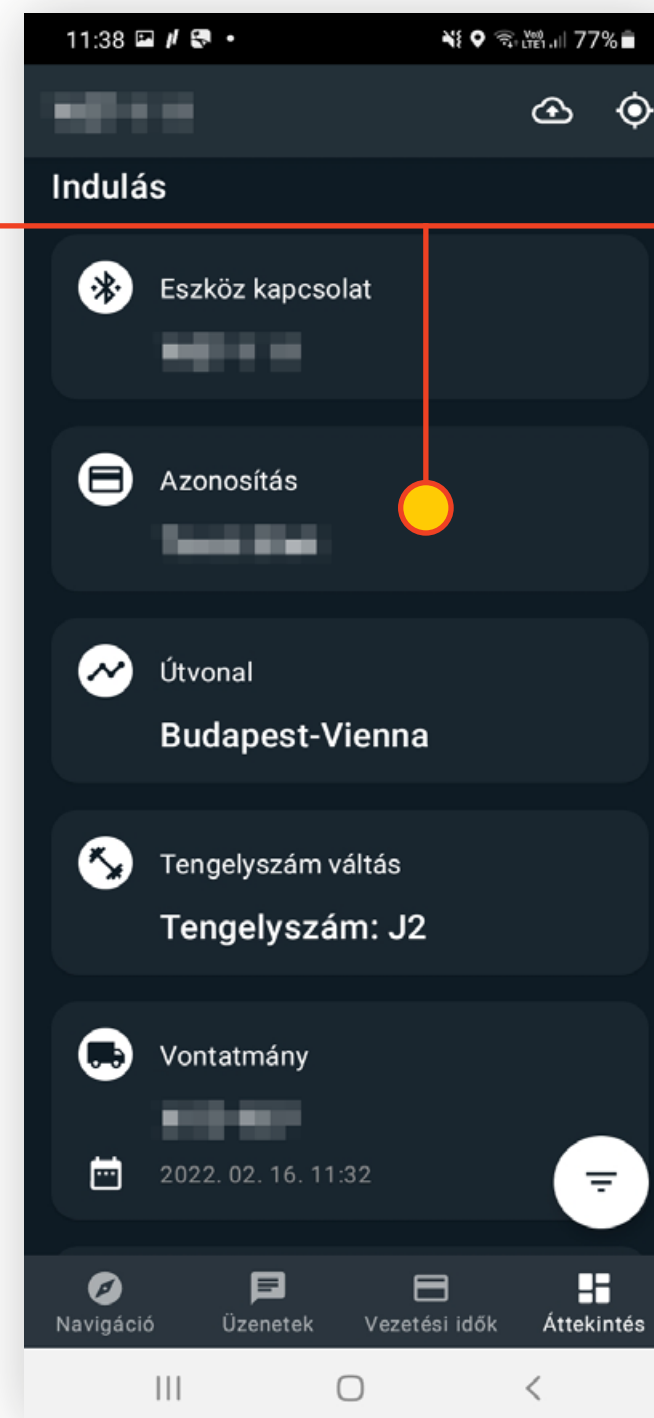 11:38 77%
Indulás
Eszköz kapcsolat
Azonosítás
Útvonal
Budapest-Vienna
Tengelyszám váltás
Tengelyszám: J2
Vontatmány
2022. 02. 16. 11:32
Navigáció Üzenetek Vezetési idők Áttekintés